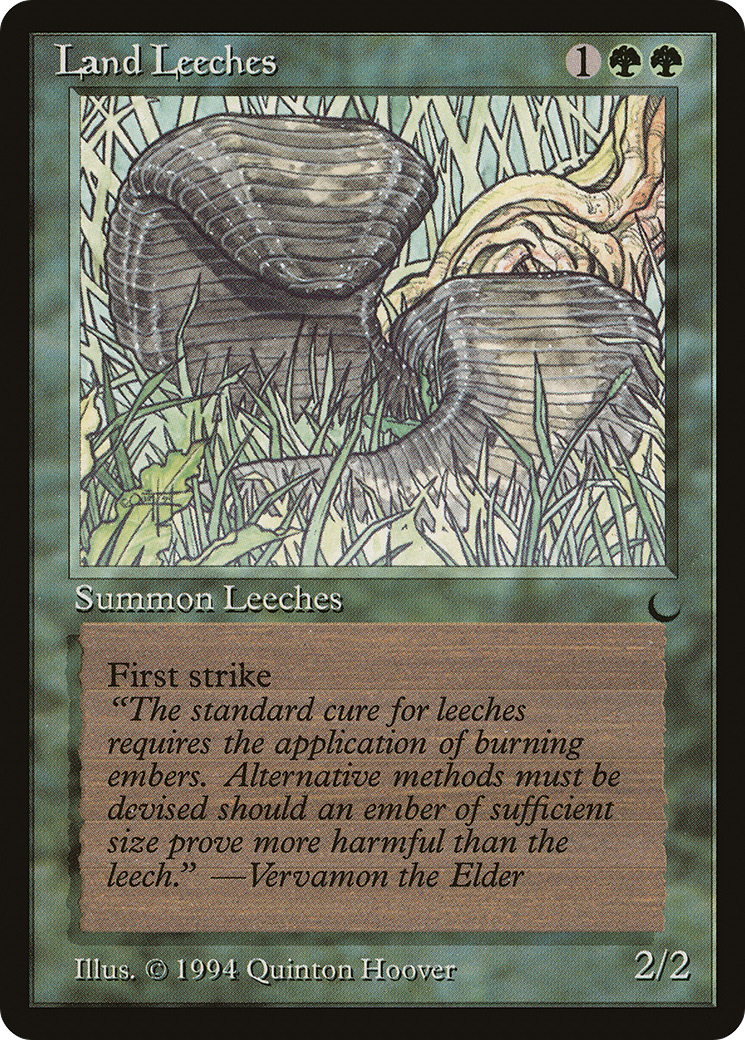 Land Leeches 1
Summon Leeches
First strike
“The standard cure for leeches
requires the application of burning
embers. Alternative methods must be
devised should an ember of sufficient
size prove more harmful than the
leech.” —Vervamon the Elder
Illus. © 1994 Quinton Hoover 2/2